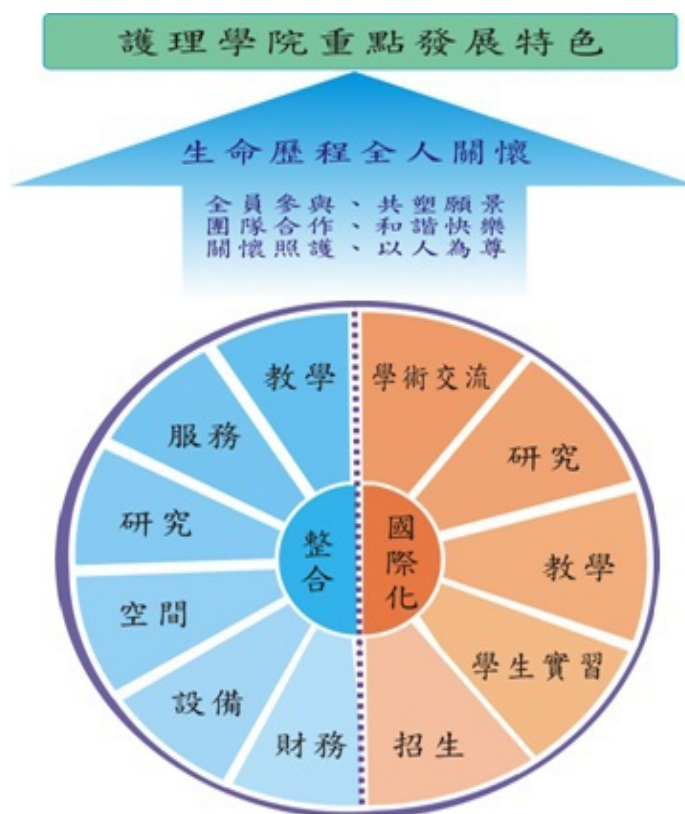 護理學院重點發展特色
生命歷程全人關懷
全員參與、共塑願景
團隊合作、和諧快樂
關懷照護、以人為尊
教學
服務
研究
空間
設備
財務
整合
國際化
學術交流
研究
教學
學生實習
招生